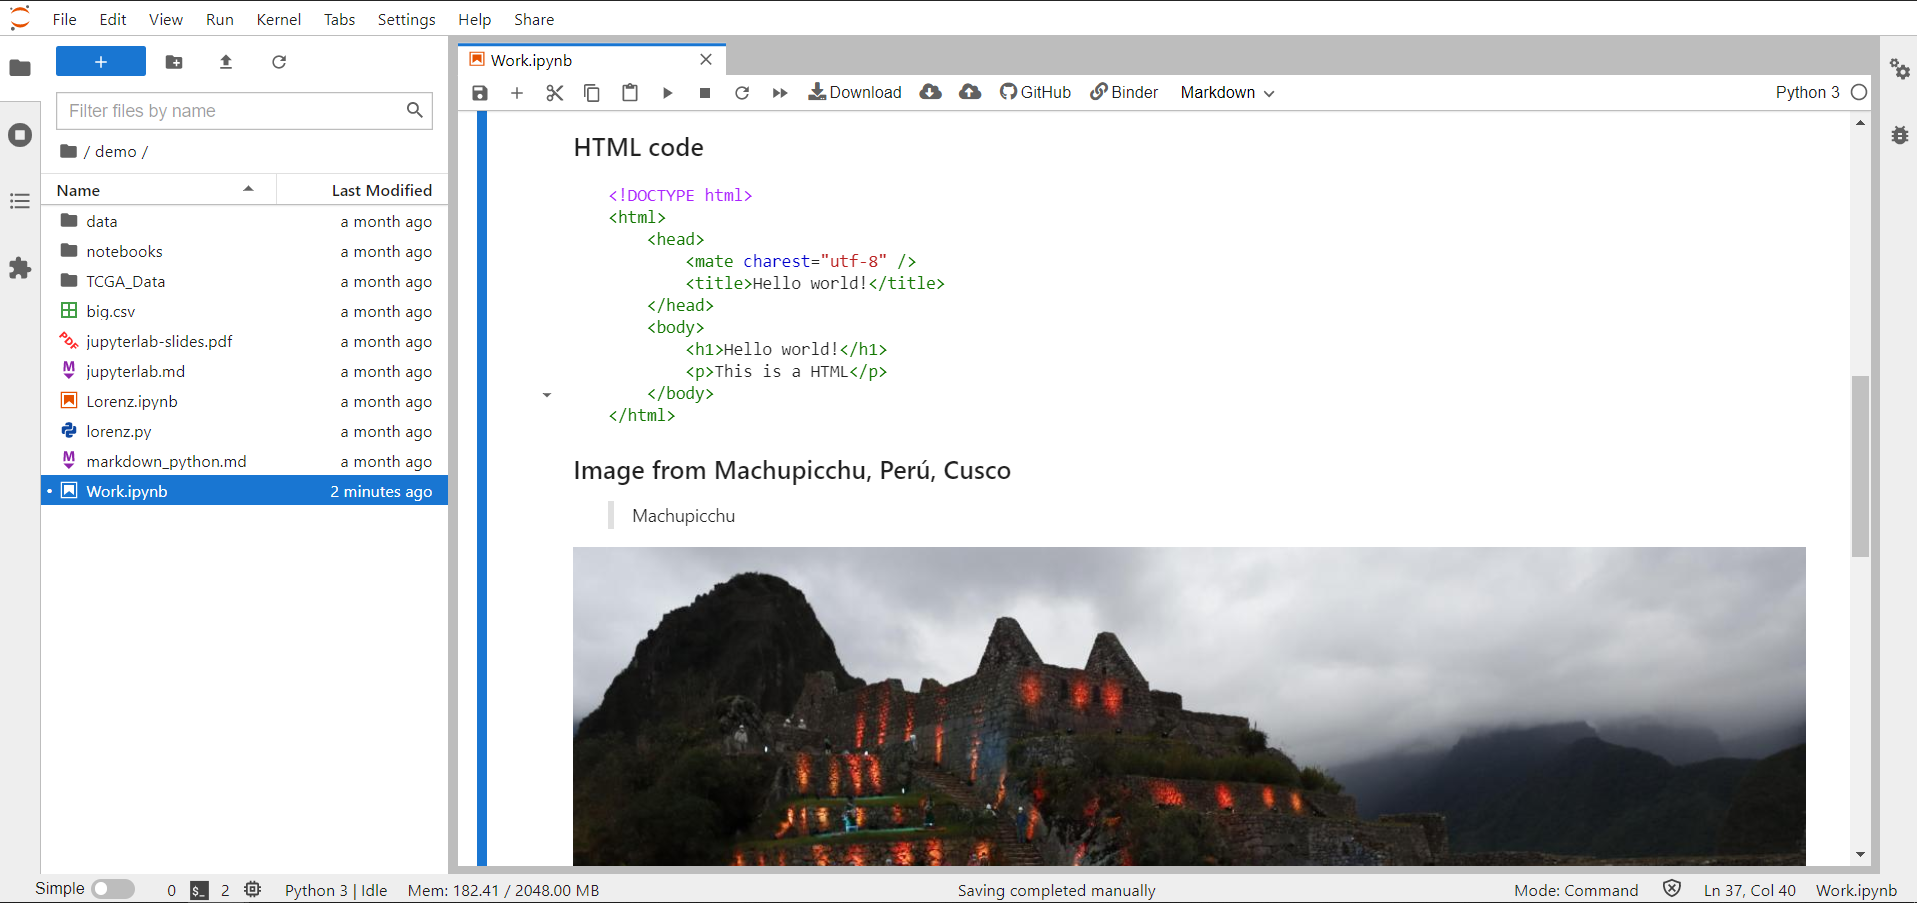 File Edit View Run Kernel Tabs Settings Help Share
Filter files by name
/ demo /
Name Last Modified
data a month ago
notebooks a month ago
TCGA_Data a month ago
big.csv a month ago
jupyterlab-slides.pdf a month ago
jupyterlab.md a month ago
Lorenz.ipynb a month ago
lorenz.py a month ago
markdown_python.md a month ago
Work.ipynb 2 minutes ago
Work.ipynb
Download GitHub Binder Markdown Python 3
HTML code
<!DOCTYPE html>
<html>
    <head>
        <mate charest="utf-8" />
        <title>Hello world!</title>
    </head>
    <body>
        <h1>Hello world!</h1>
        <p>This is a HTML</p>
    </body>
</html>
Image from Machupicchu, Perú, Cusco
Machupicchu
Simple 0 $_ 2 Python 3 | Idle Mem: 182.41 / 2048.00 MB Saving completed manually Mode: Command Ln 37, Col 40 Work.ipynb